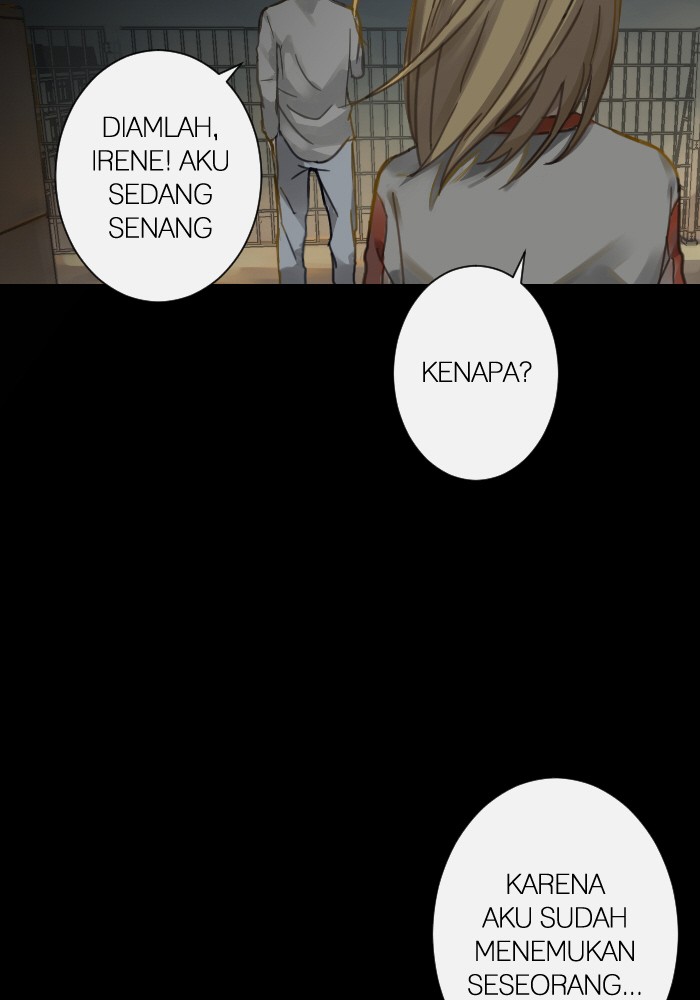 DIAMLAH,
IRENE! AKU
SEDANG
SENANG
KENAPA?
KARENA
AKU SUDAH
MENEMUKAN
SESEORANG...